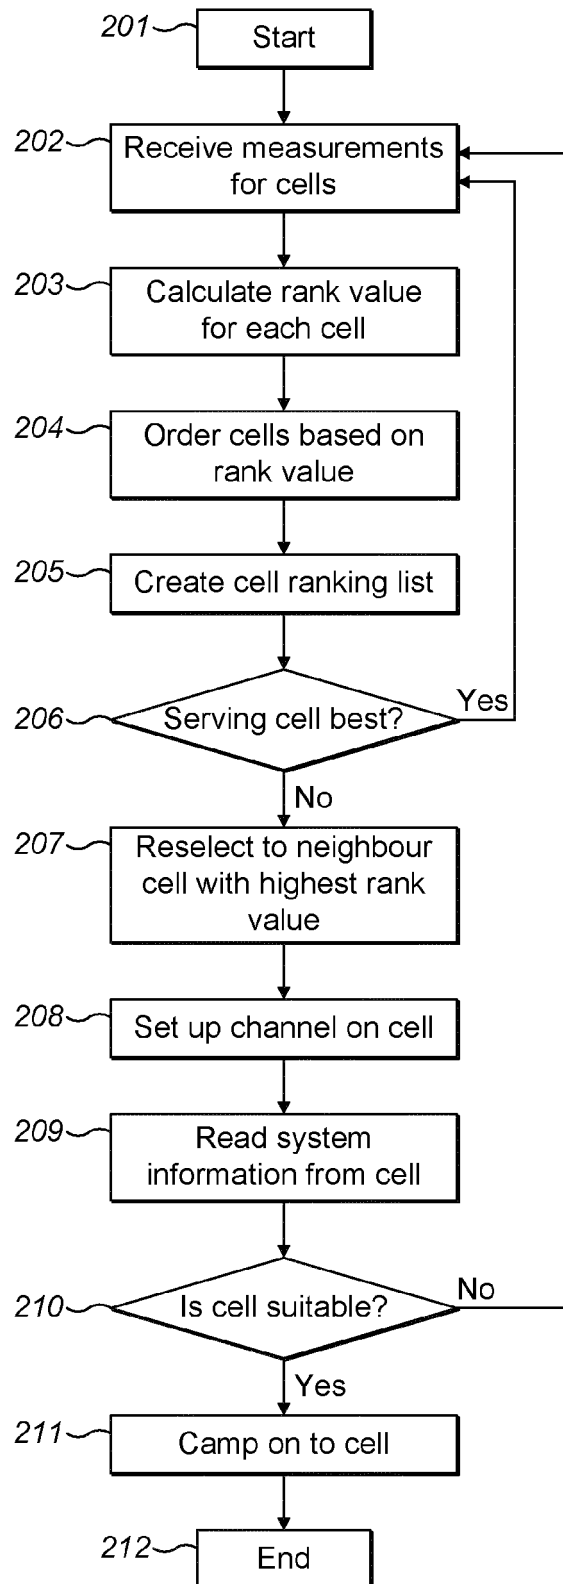 201
Start
202
Receive measurements
for cells
203
Calculate rank value
for each cell
204
Order cells based on
rank value
205
Create cell ranking list
206
Serving cell best?
Yes
No
207
Reselect to neighbour
cell with highest rank
value
208
Set up channel on cell
209
Read system
information from cell
210
Is cell suitable?
No
Yes
211
Camp on to cell
212
End